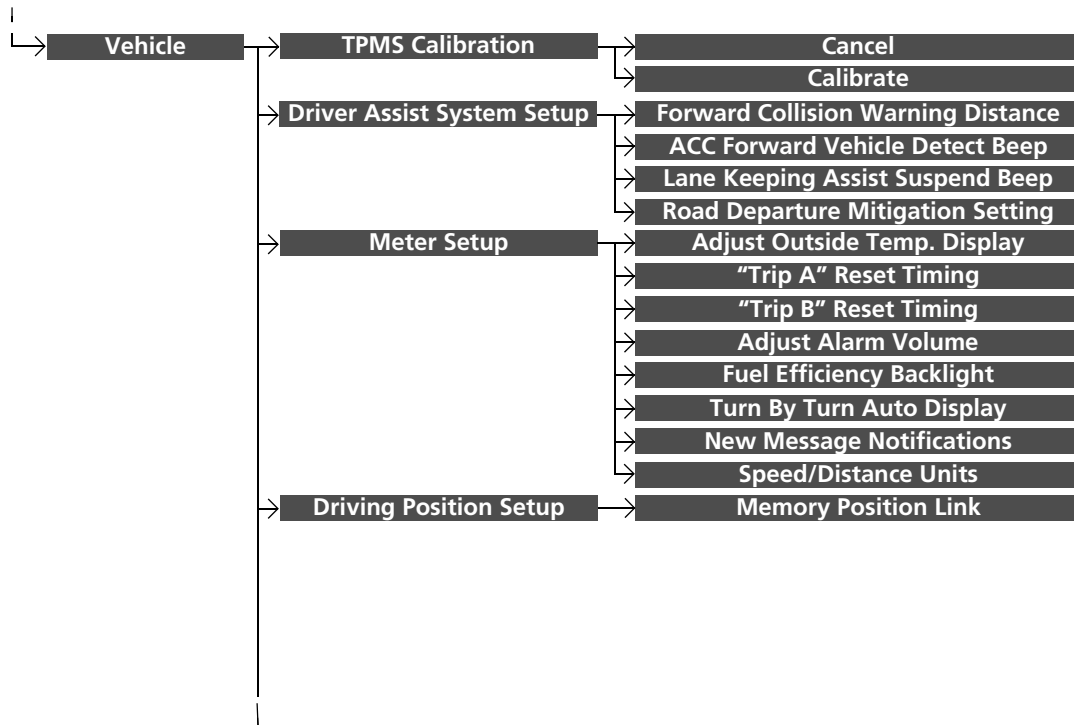 Vehicle
TPMS Calibration
Cancel
Calibrate
Driver Assist System Setup
Forward Collision Warning Distance
ACC Forward Vehicle Detect Beep
Lane Keeping Assist Suspend Beep
Road Departure Mitigation Setting
Meter Setup
Adjust Outside Temp. Display
“Trip A” Reset Timing
“Trip B” Reset Timing
Adjust Alarm Volume
Fuel Efficiency Backlight
Turn By Turn Auto Display
New Message Notifications
Speed/Distance Units
Driving Position Setup
Memory Position Link